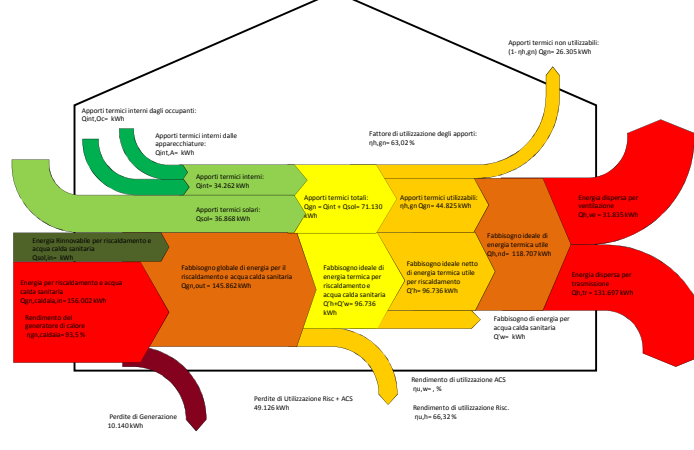 Apporti termici non utilizzabili:
(1- ηh,gn) Qgn= 26.305 kWh
Apporti termici interni dagli occupanti:
Qint,Oc= kWh
Apporti termici interni dalle
apparecchiature:
Qint,A= kWh
Fattore di utilizzazione degli apporti:
ηh,gn= 63,02 %
Apporti termici interni:
Qint= 34.262 kWh
Apporti termici totali:
Qgn = Qint + Qsol= 71.130
kWh
Apporti termici utilizzabili:
ηh,gn Qgn= 44.825 kWh
Energia dispersa per
ventilazione
Qh,ve = 31.835 kWh
Apporti termici solari:
Qsol= 36.868 kWh
Energia Rinnovabile per riscaldamento e
acqua calda sanitaria
Qsol,in= kWh
Fabbisogno ideale di
energia termica utile
Qh,nd= 118.707 kWh
Fabbisogno globale di energia per il
riscaldamento e acqua calda sanitaria
Qgn,out = 145.862 kWh
Fabbisogno ideale di
energia termica per
riscaldamento e
acqua calda sanitaria
Q'h+Q'w= 96.736
kWh
Fabbisogno ideale netto
di energia termica utile
per riscaldamento
Q'h= 96.736 kWh
Energia dispersa per
trasmissione
Qh,tr = 131.697 kWh
Energia per riscaldamento e acqua
calda sanitaria
Qgn,caldaia,in= 156.002 kWh
Rendimento del
generatore di calore
ηgn,caldaia= 93,5 %
Fabbisogno di energia per
acqua calda sanitaria
Q'w= kWh
Rendimento di utilizzazione ACS
ηu,w= , %
Perdite di Utilizzazione Risc + ACS
49.126 kWh
Rendimento di utilizzazione Risc.
ηu,h= 66,32 %
Perdite di Generazione
10.140 kWh